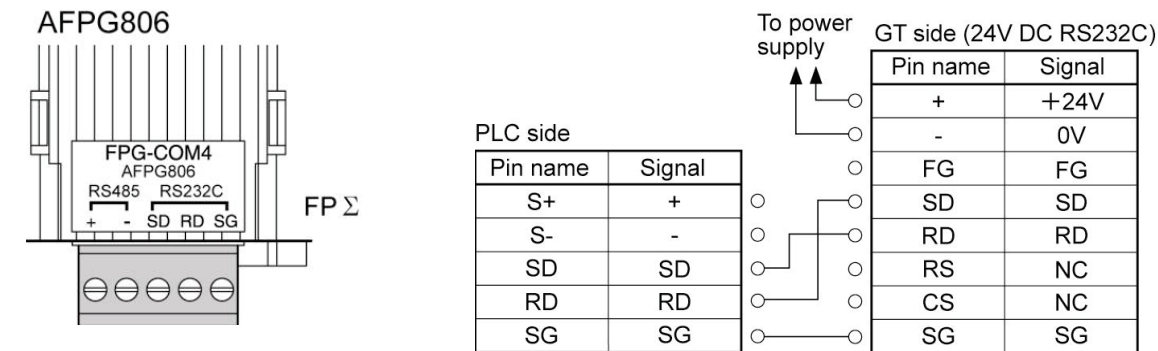 AFPG806
FPG-COM4
AFPG806
RS485 RS232C
+ - SD RD SG
FPΣ
To power
supply
GT side (24V DC RS232C)
Pin name Signal
+ +24V
- 0V
FG FG
SD SD
RD RD
RS NC
CS NC
SG SG
PLC side
Pin name Signal
S+ +
S- -
SD SD
RD RD
SG SG